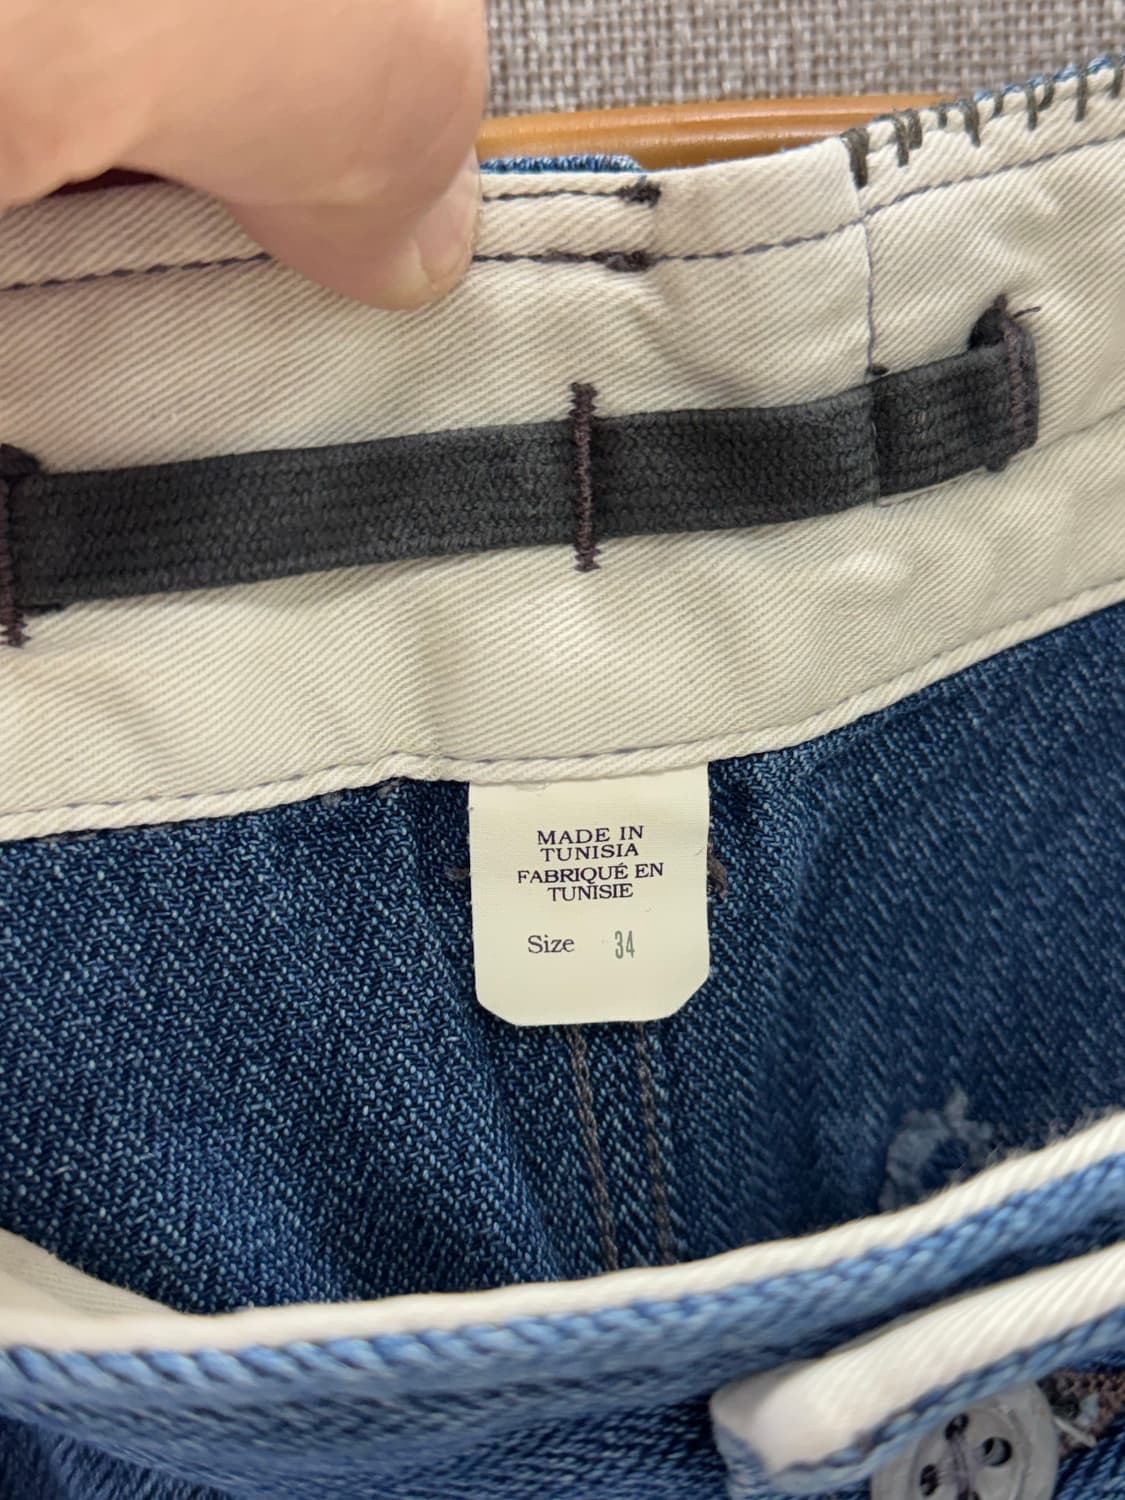 MADE IN
TUNISIA
FABRIQUÉ EN
TUNISIE
Size 34